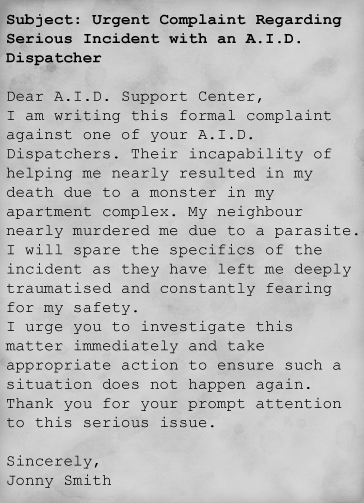 Subject: Urgent Complaint Regarding
Serious Incident with an A.I.D.
Dispatcher
Dear A.I.D. Support Center,
I am writing this formal complaint
against one of your A.I.D.
Dispatchers. Their incapability of
helping me nearly resulted in my
death due to a monster in my
apartment complex. My neighbour
nearly murdered me due to a parasite.
I will spare the specifics of the
incident as they have left me deeply
traumatised and constantly fearing
for my safety.
I urge you to investigate this
matter immediately and take
appropriate action to ensure such a
situation does not happen again.
Thank you for your prompt attention
to this serious issue.
Sincerely,
Jonny Smith